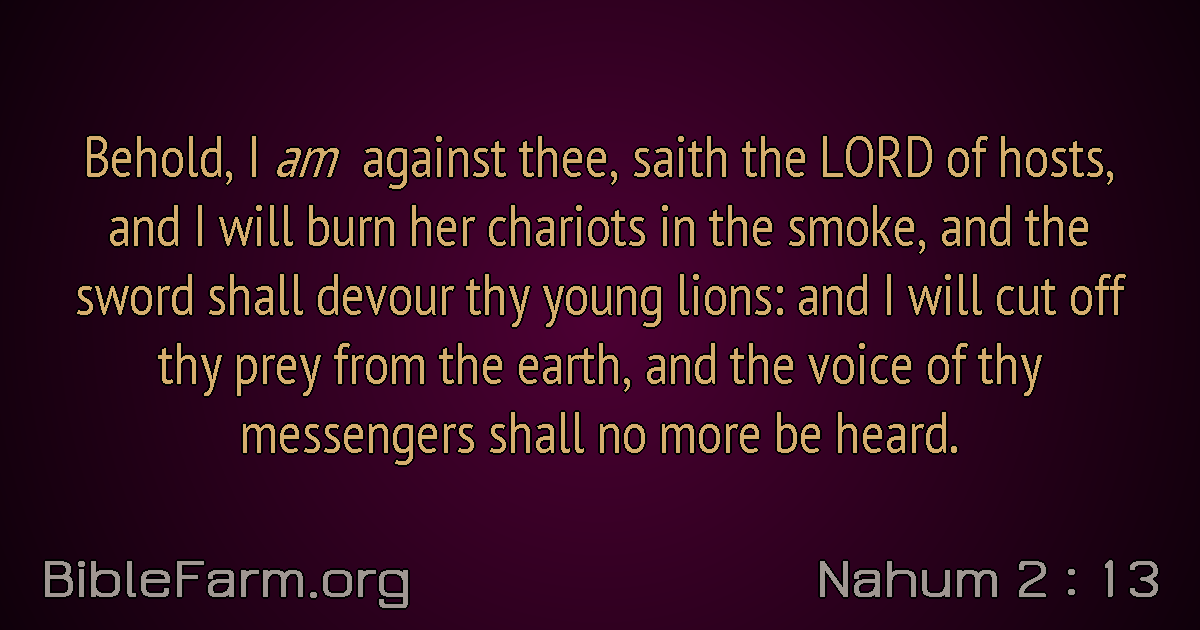 Behold, I am against thee, saith the LORD of hosts,
and I will burn her chariots in the smoke, and the
sword shall devour thy young lions: and I will cut off
thy prey from the earth, and the voice of thy
messengers shall no more be heard.
BibleFarm.org
Nahum 2 : 13